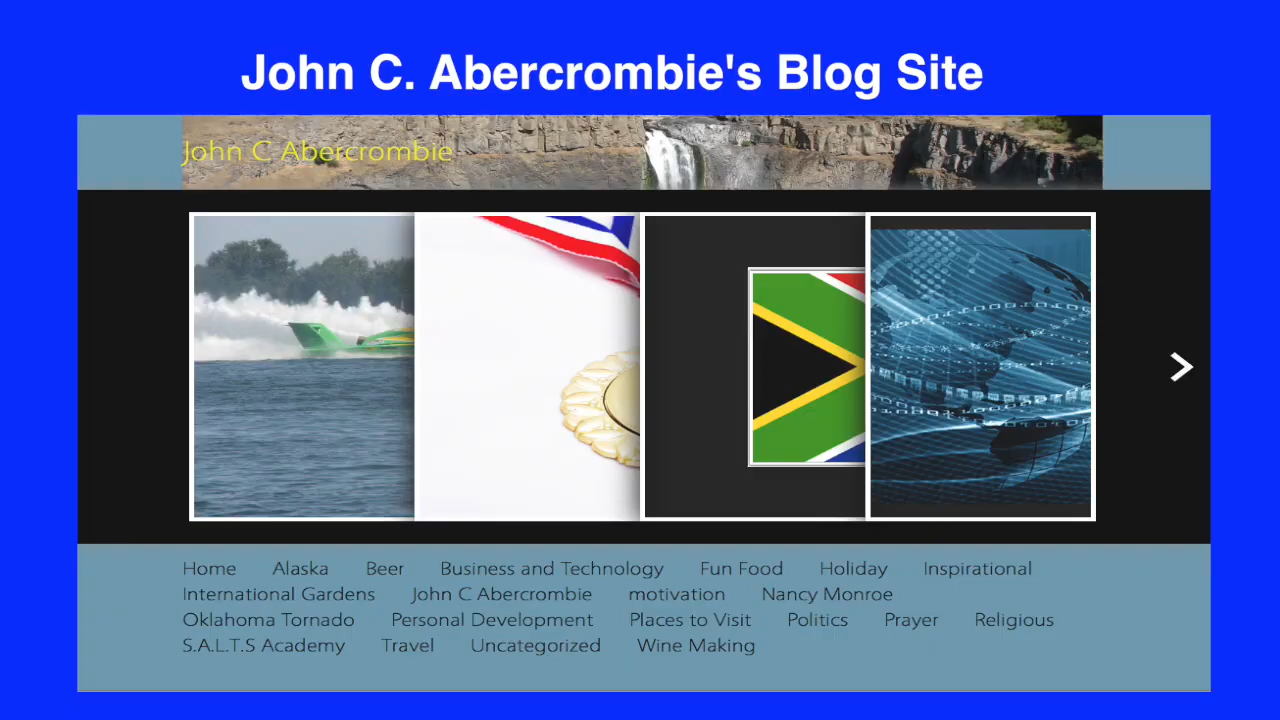 John C. Abercrombie's Blog Site
John C Abercrombie
Home Alaska Beer Business and Technology Fun Food Holiday Inspirational
International Gardens John C Abercrombie motivation Nancy Monroe
Oklahoma Tornado Personal Development Places to Visit Politics Prayer Religious
S.A.L.T.S Academy Travel Uncategorized Wine Making